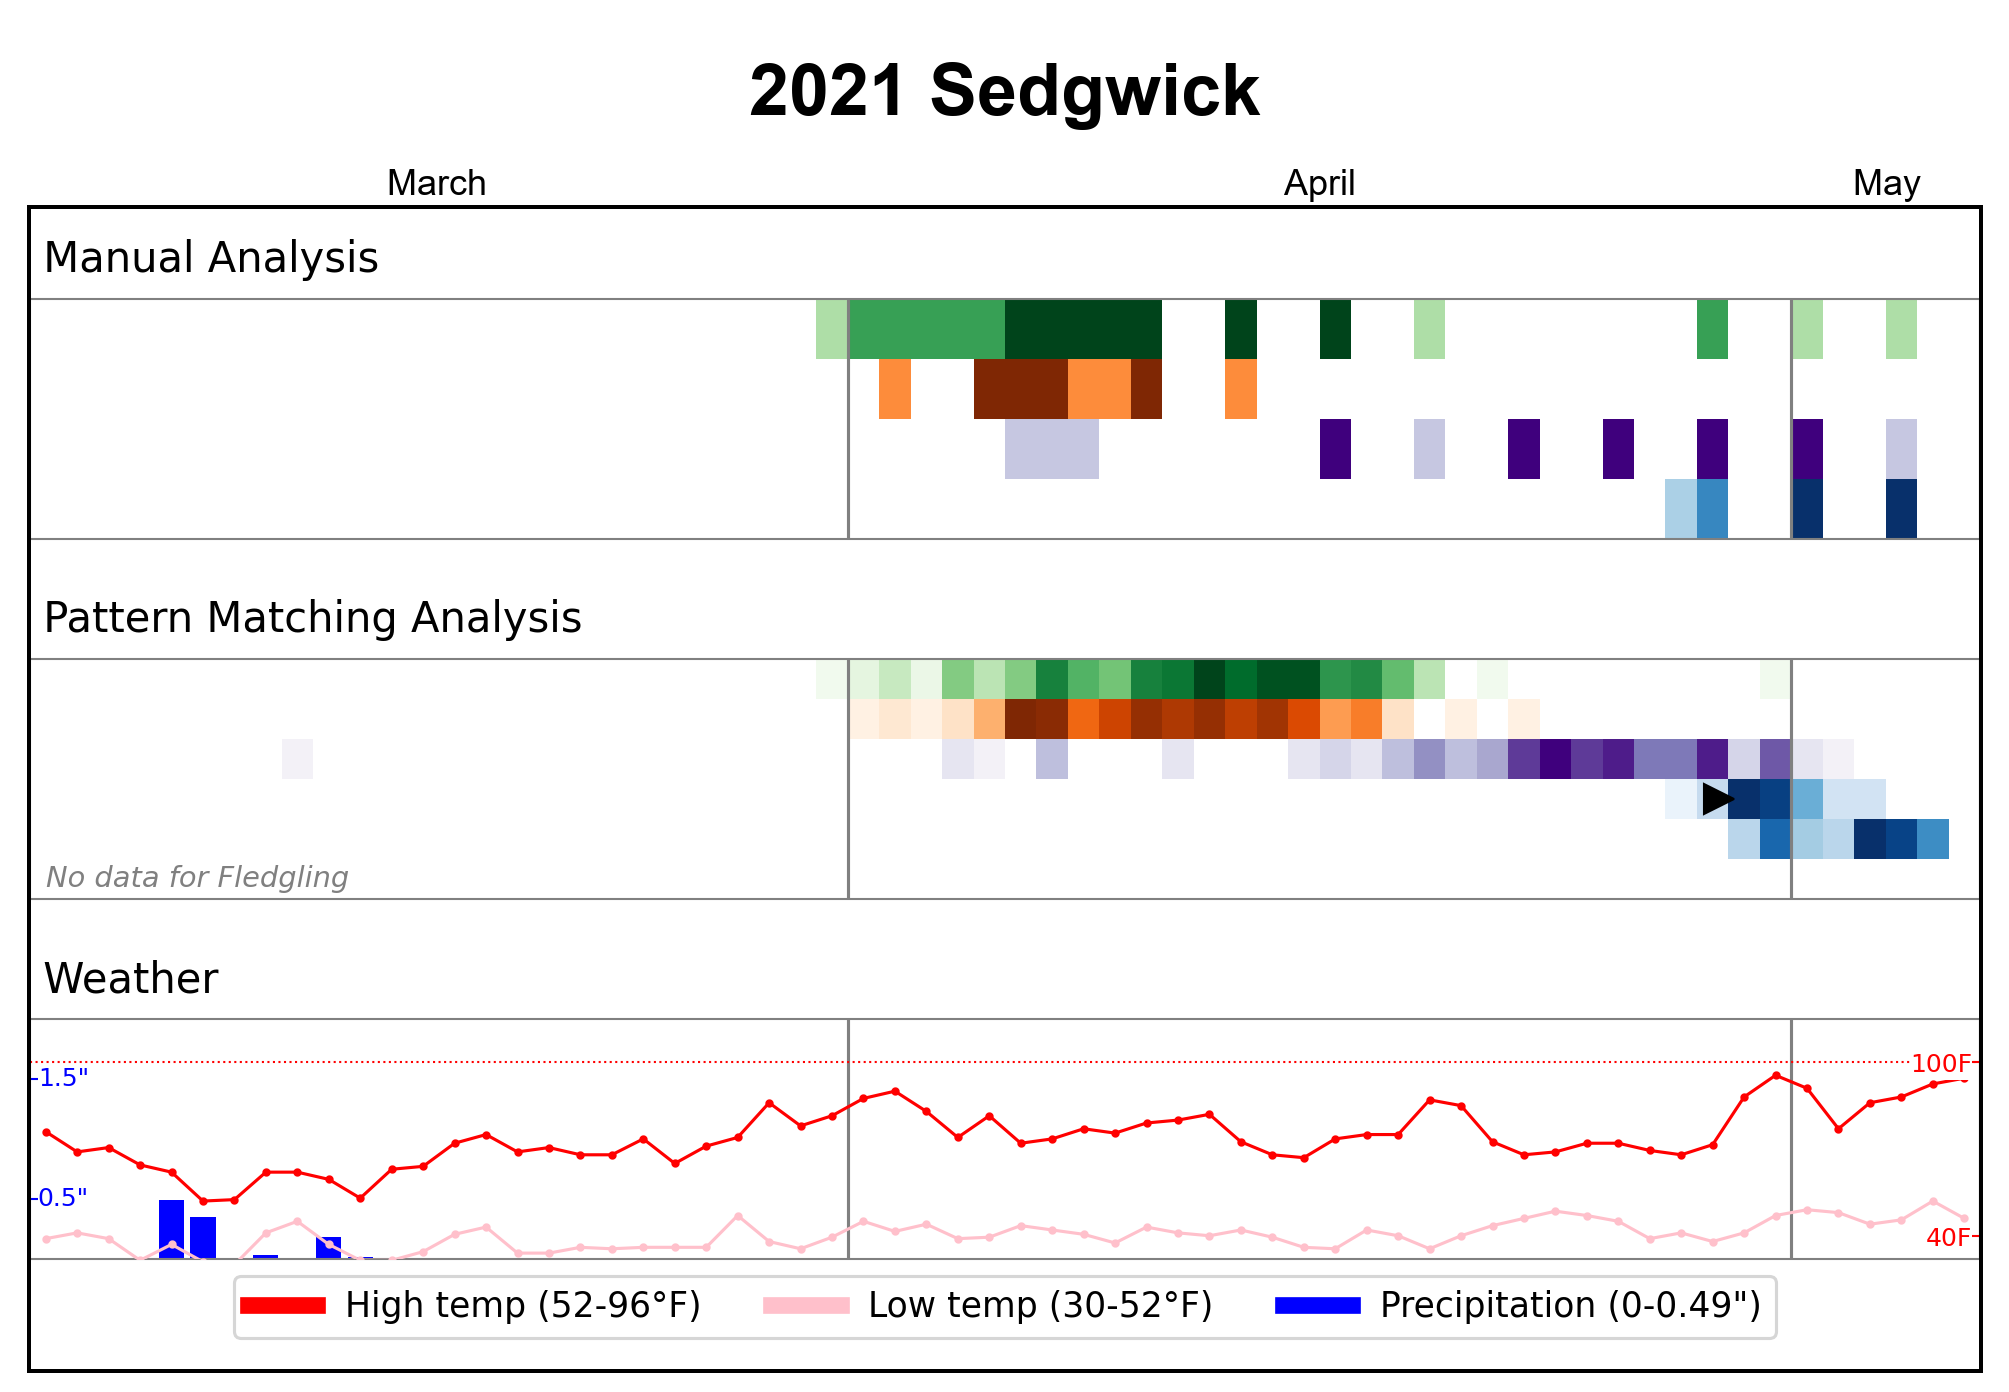 2021 Sedgwick
March April May
Manual Analysis
Pattern Matching Analysis
No data for Fledgling
Weather
1.5"
100F
0.5"
40F
High temp (52-96°F) Low temp (30-52°F) Precipitation (0-0.49")